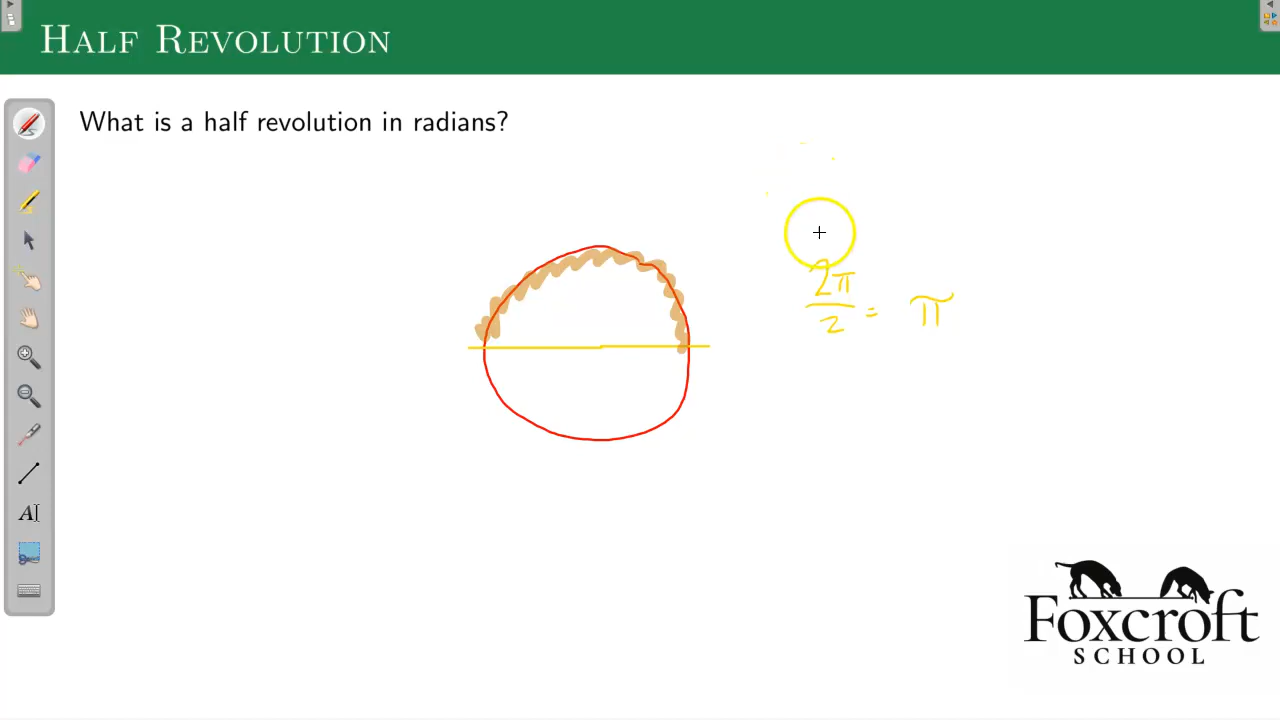 HALF REVOLUTION
What is a half revolution in radians?
2π
2
= π
A
Foxcroft
SCHOOL